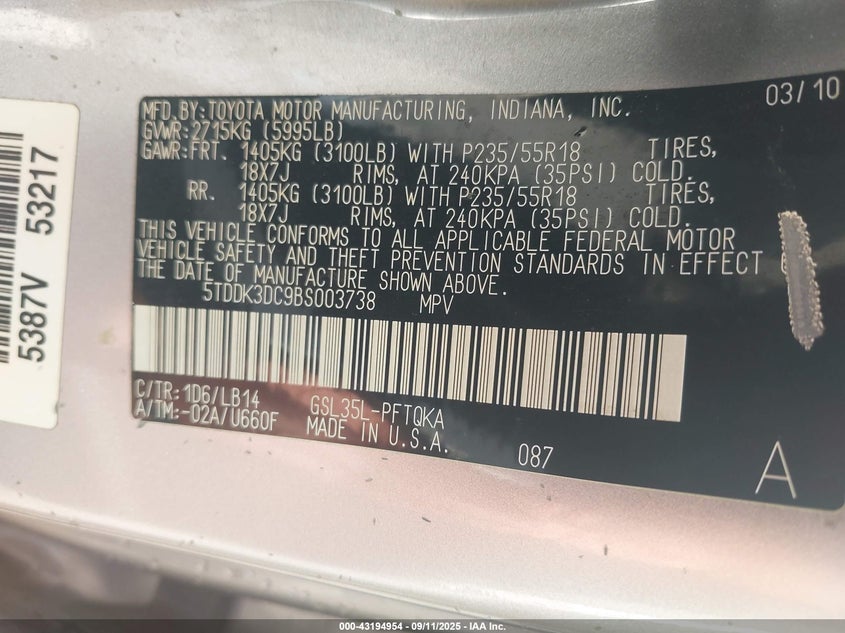 5387V 53217
03/10
MFD. BY: TOYOTA MOTOR MANUFACTURING, INDIANA, INC.
GVWR: 2715KG (5995LB)
GAWR: FRT. 1405KG (3100LB) WITH P235/55R18 TIRES,
18X7J RIMS, AT 240KPA (35PSI) COLD.
RR. 1405KG (3100LB) WITH P235/55R18 TIRES,
18X7J RIMS, AT 240KPA (35PSI) COLD.
THIS VEHICLE CONFORMS TO ALL APPLICABLE FEDERAL MOTOR
VEHICLE SAFETY AND THEFT PREVENTION STANDARDS IN EFFECT
THE DATE OF MANUFACTURE SHOWN ABOVE.
5TDDK3DC9BS003738 MPV
C/TR: 1D6/LB14 GSL35L-PFTQKA
A/TM: -02A/U660F MADE IN U.S.A.
087
A
000-43194954 - 09/11/2025 - IAA Inc.